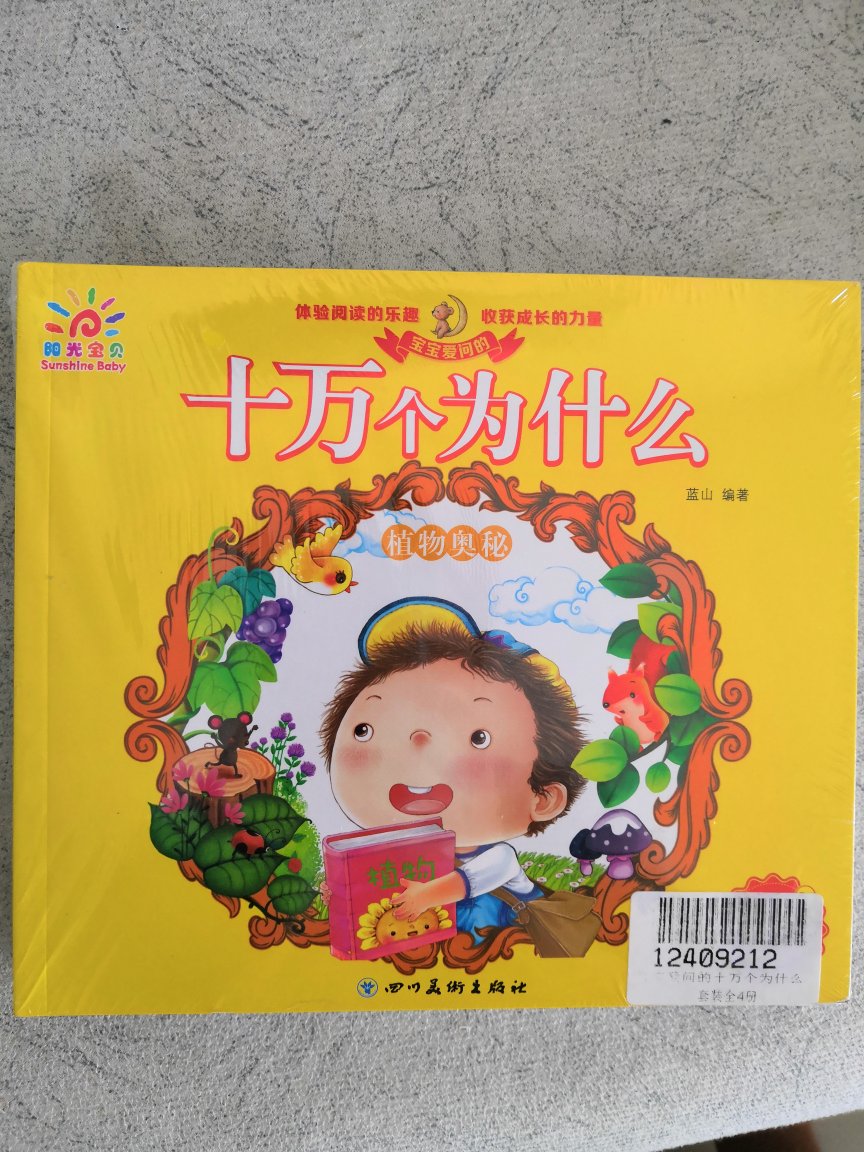 体验阅读的乐趣 收获成长的力量
阳光宝贝
Sunshine Baby
宝宝爱问的
十万个为什么
蓝山 编著
植物奥秘
植物
四川美術出版社
12409212
爱问的十万个为什么
套装全4册